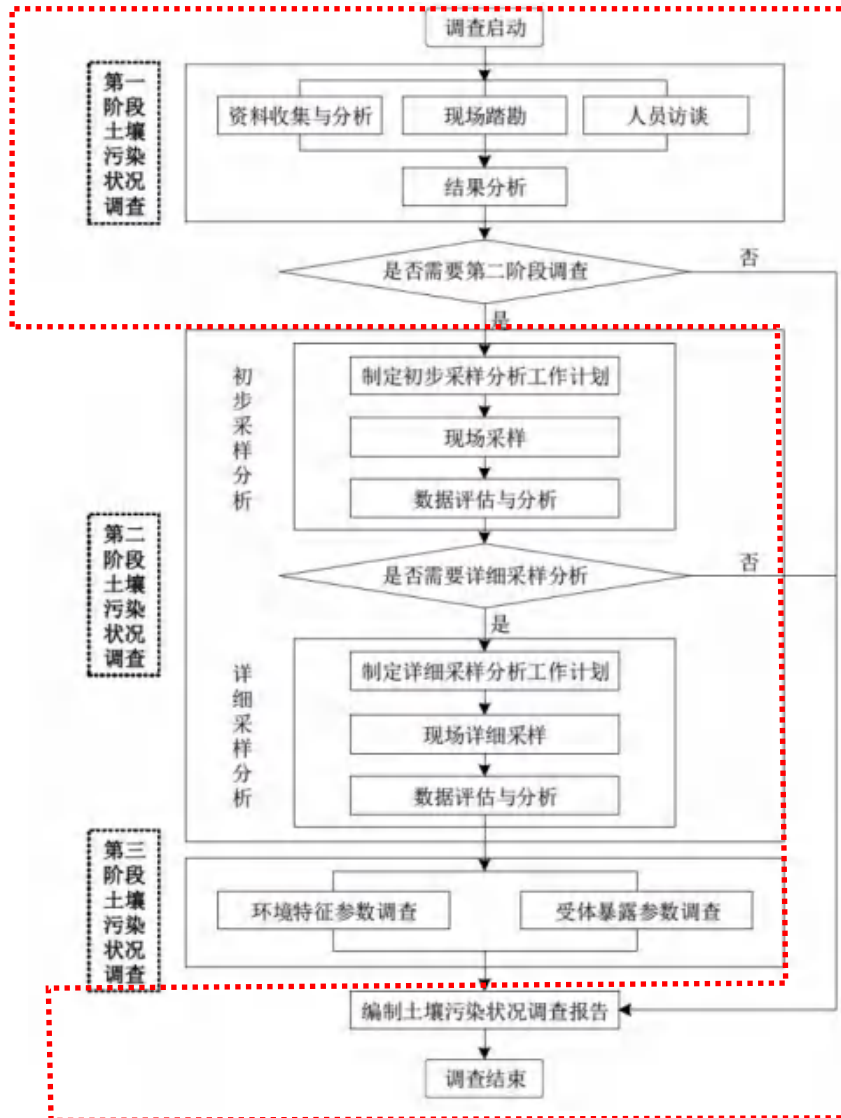 调查启动
第一
阶段
土壤
污染
状况
调查
资料收集与分析
现场踏勘
人员访谈
结果分析
是否需要第二阶段调查
否
是
第二
阶段
土壤
污染
状况
调查
初
步
采
样
分
析
制定初步采样分析工作计划
现场采样
数据评估与分析
是否需要详细采样分析
否
是
详
细
采
样
分
析
制定详细采样分析工作计划
现场详细采样
数据评估与分析
第三
阶段
土壤
污染
状况
调查
环境特征参数调查
受体暴露参数调查
编制土壤污染状况调查报告
调查结束